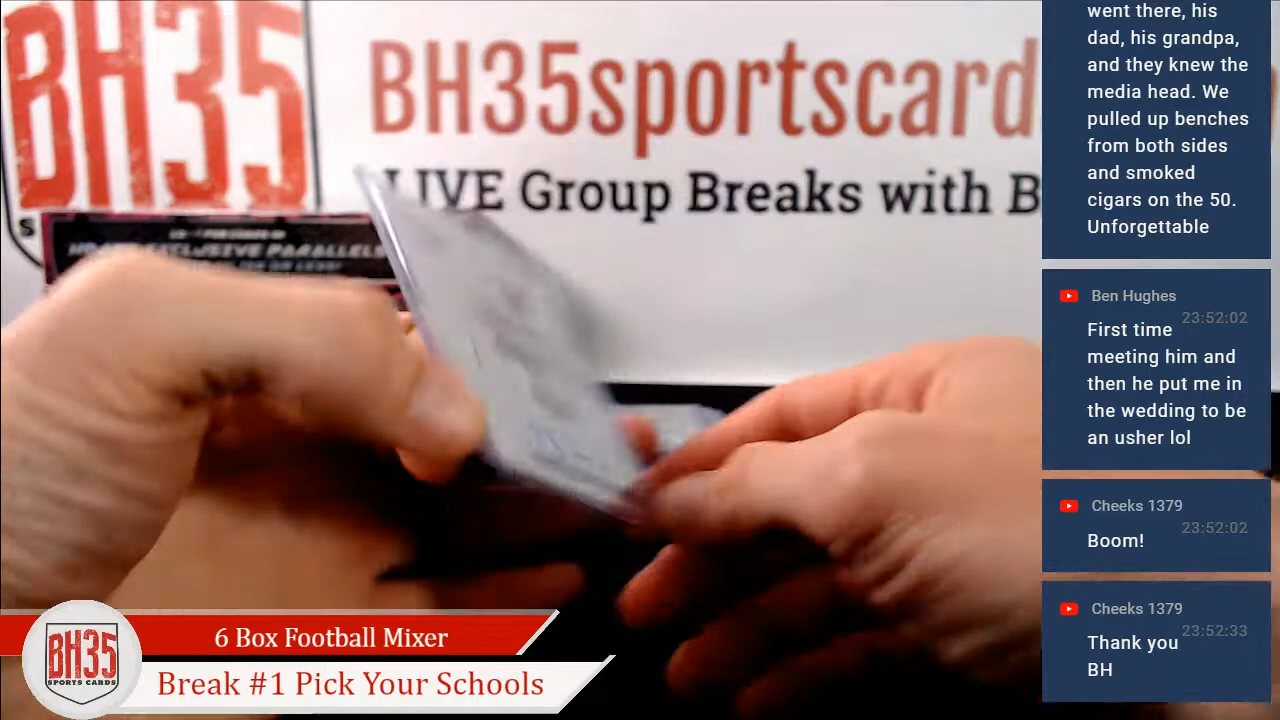 BH35
BH35sportscard
LIVE Group Breaks with B
EXCLUSIVE PARALLELS
6 Box Football Mixer
Break #1 Pick Your Schools
BH35
SPORTS CARDS
went there, his
dad, his grandpa,
and they knew the
media head. We
pulled up benches
from both sides
and smoked
cigars on the 50.
Unforgettable
Ben Hughes
23:52:02
First time
meeting him and
then he put me in
the wedding to be
an usher lol
Cheeks 1379
23:52:02
Boom!
Cheeks 1379
23:52:33
Thank you
BH